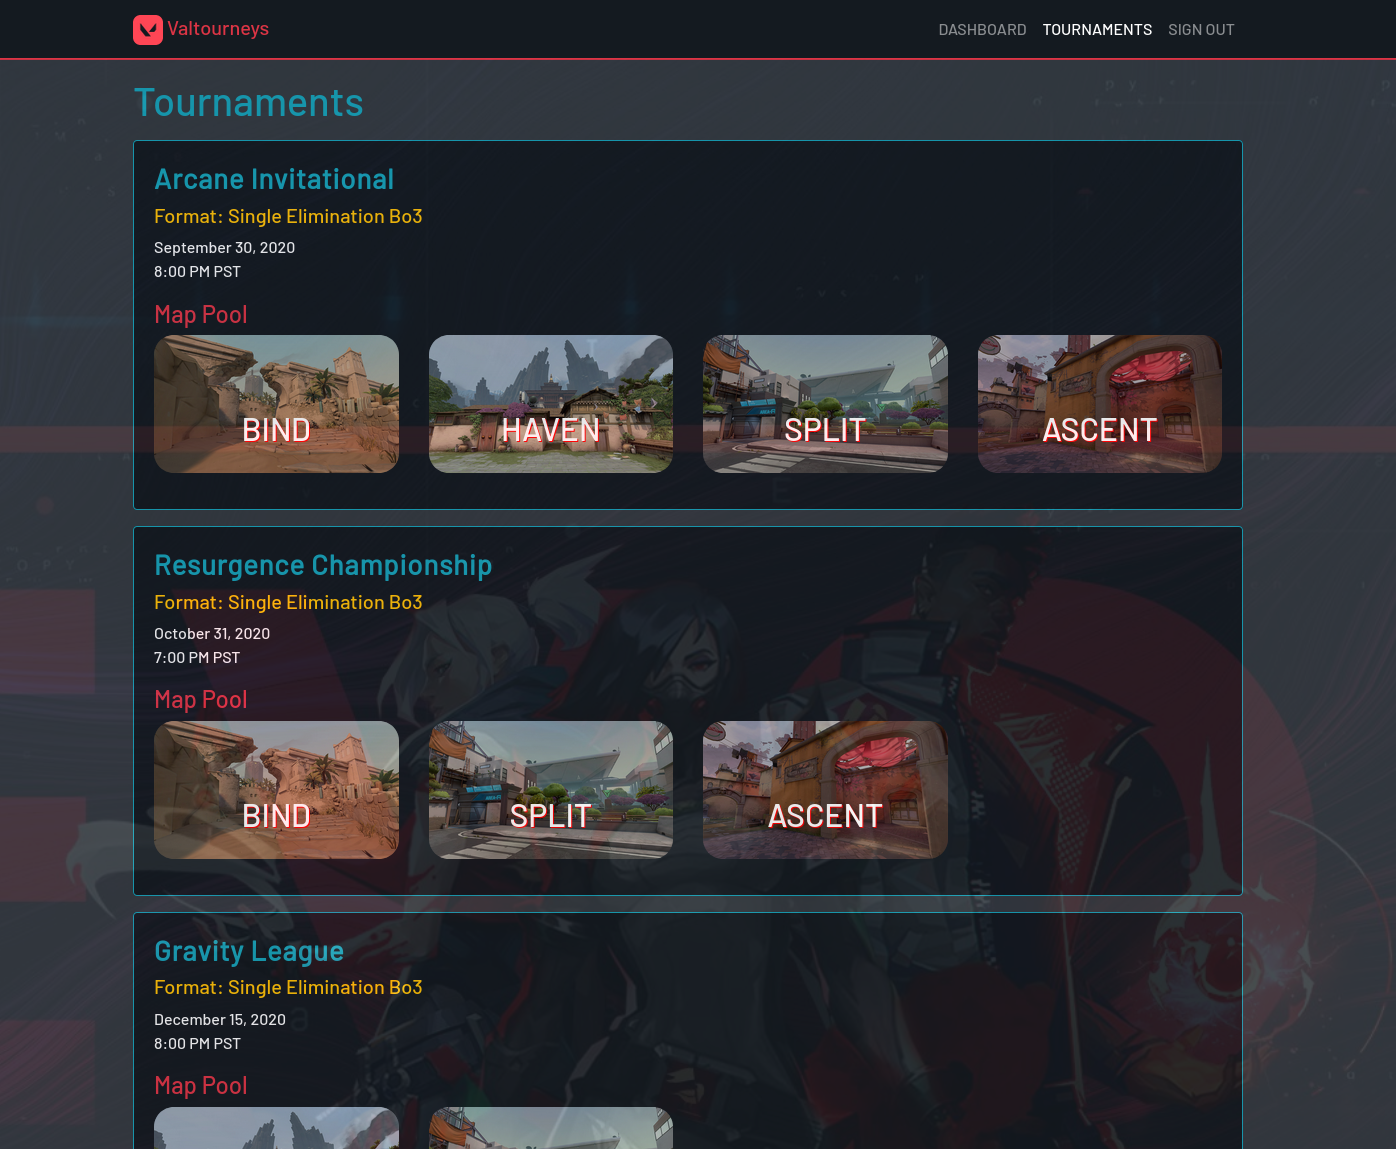 Valtourneys
DASHBOARD TOURNAMENTS SIGN OUT
Tournaments
Arcane Invitational
Format: Single Elimination Bo3
September 30, 2020
8:00 PM PST
Map Pool
BIND HAVEN SPLIT ASCENT
Resurgence Championship
Format: Single Elimination Bo3
October 31, 2020
7:00 PM PST
Map Pool
BIND SPLIT ASCENT
Gravity League
Format: Single Elimination Bo3
December 15, 2020
8:00 PM PST
Map Pool